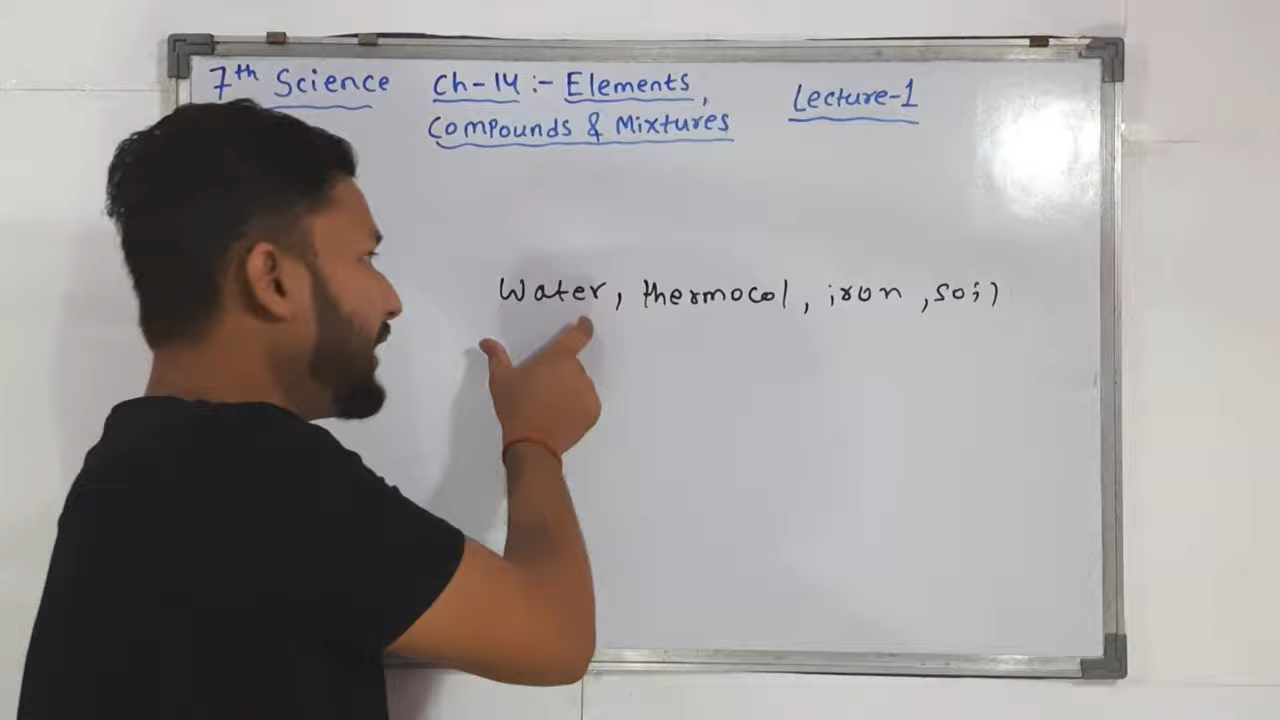 7th Science Ch-14:- Elements, Lecture-1
Compounds & Mixtures
Water, thermocol, iron, soil